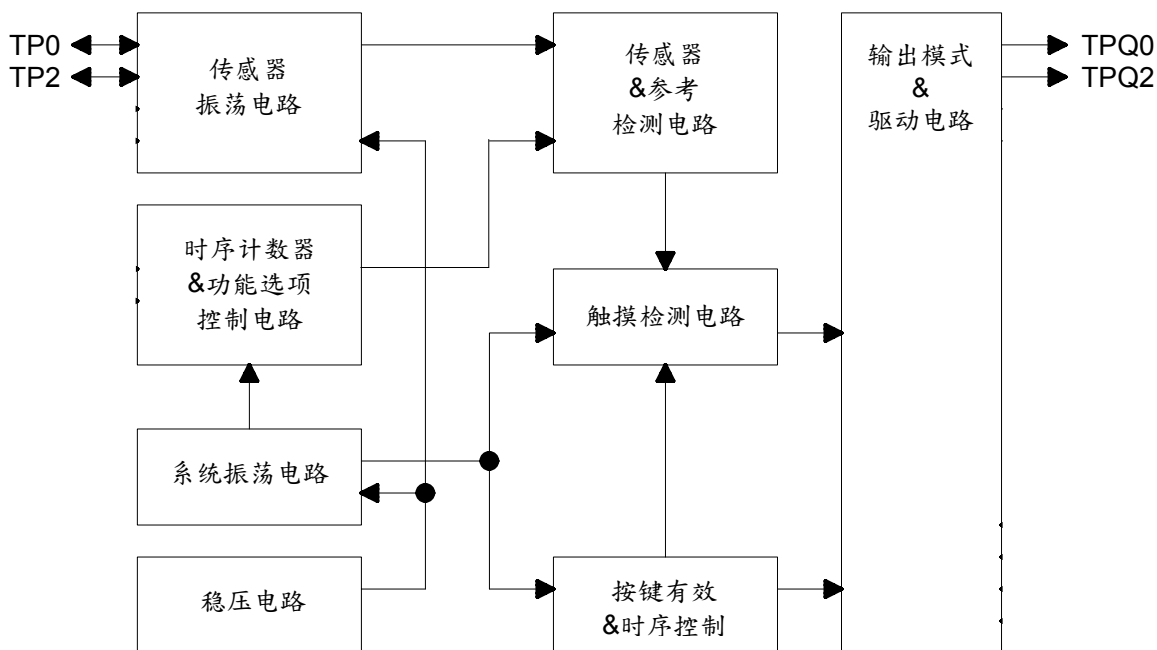 TP0
TP2
传感器
振荡电路
传感器
&参考
检测电路
输出模式
&
驱动电路
TPQ0
TPQ2
时序计数器
&功能选项
控制电路
触摸检测电路
系统振荡电路
稳压电路
按键有效
&时序控制